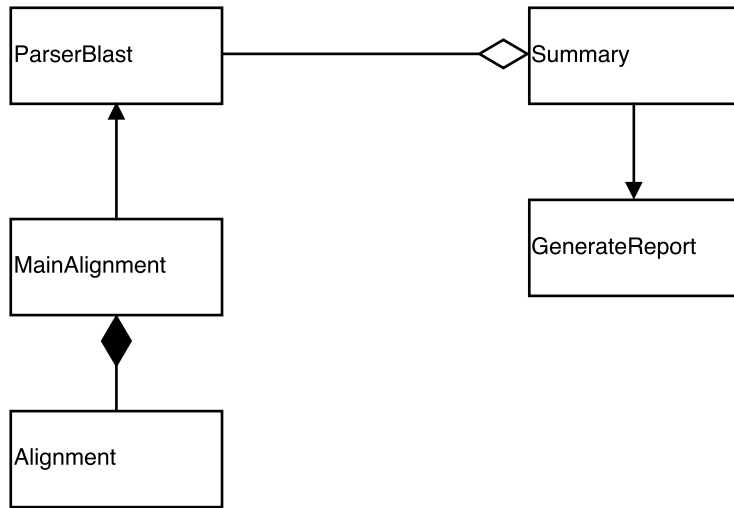 ParserBlast
Summary
MainAlignment
GenerateReport
Alignment